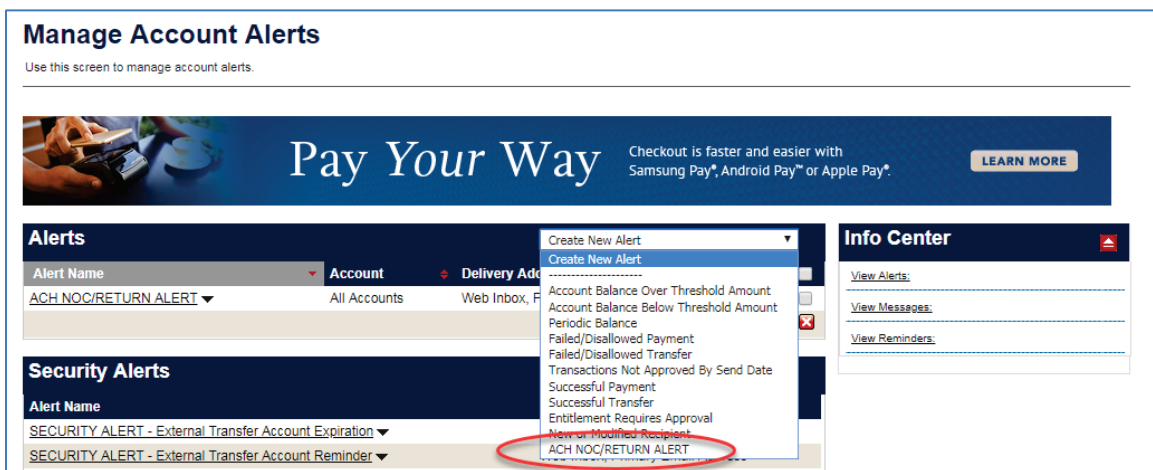 Manage Account Alerts
Use this screen to manage account alerts.
Pay Your Way
Checkout is faster and easier with
Samsung Pay®, Android Pay™ or Apple Pay®.
LEARN MORE
Alerts
Create New Alert
Info Center
Create New Alert
----------------------
Account Balance Over Threshold Amount
Account Balance Below Threshold Amount
Periodic Balance
Failed/Disallowed Payment
Failed/Disallowed Transfer
Transactions Not Approved By Send Date
Successful Payment
Successful Transfer
Entitlement Requires Approval
New or Modified Recipient
ACH NOC/RETURN ALERT
Alert Name Account Delivery
ACH NOC/RETURN ALERT All Accounts Web Inbox,
View Alerts:
View Messages:
View Reminders:
Security Alerts
Alert Name
SECURITY ALERT - External Transfer Account Expiration
SECURITY ALERT - External Transfer Account Reminder